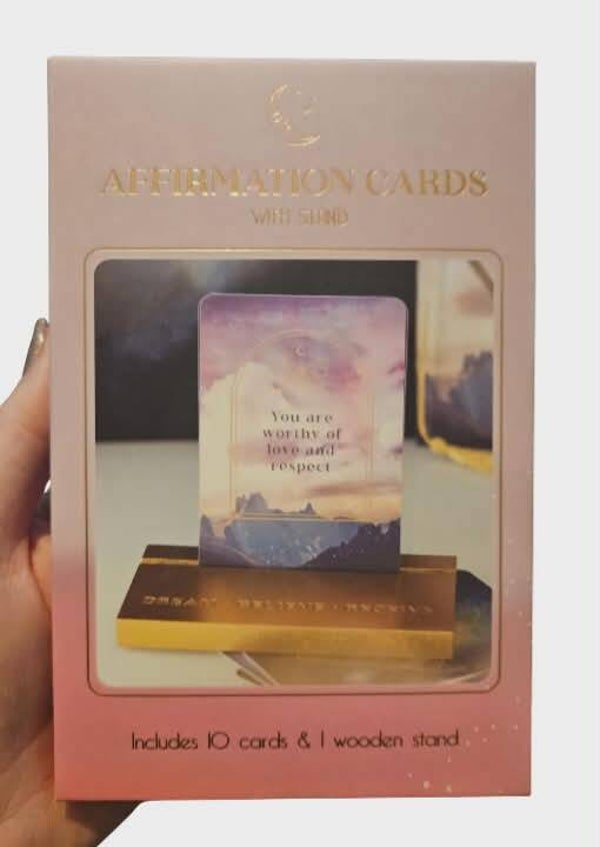 AFFIRMATION CARDS
WITH STAND
You are
worthy of
love and
respect
DREAM · BELIEVE · RECEIVE
Includes 10 cards & 1 wooden stand